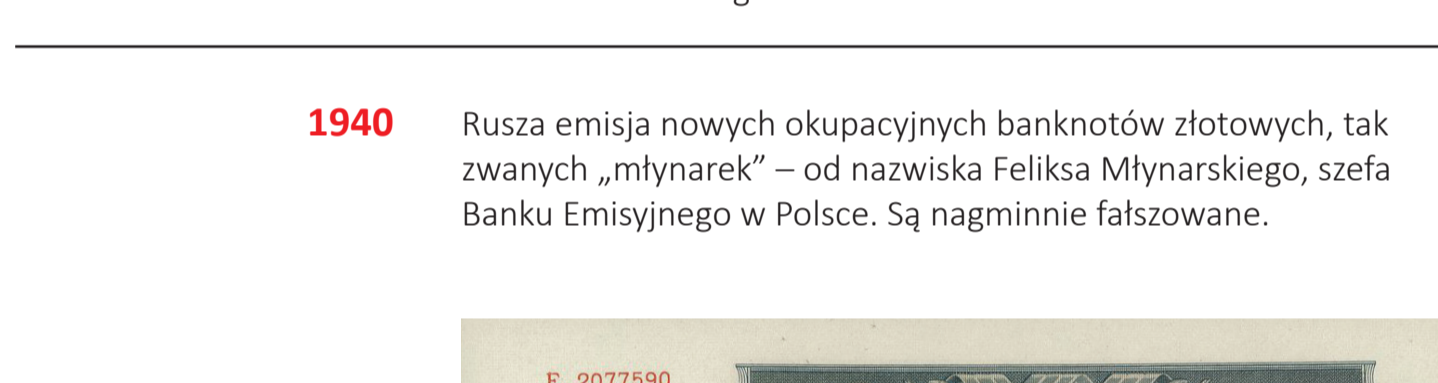 1940
Rusza emisja nowych okupacyjnych banknotów złotowych, tak
zwanych „młynarek” – od nazwiska Feliksa Młynarskiego, szefa
Banku Emisyjnego w Polsce. Są nagminnie fałszowane.
E 2077590